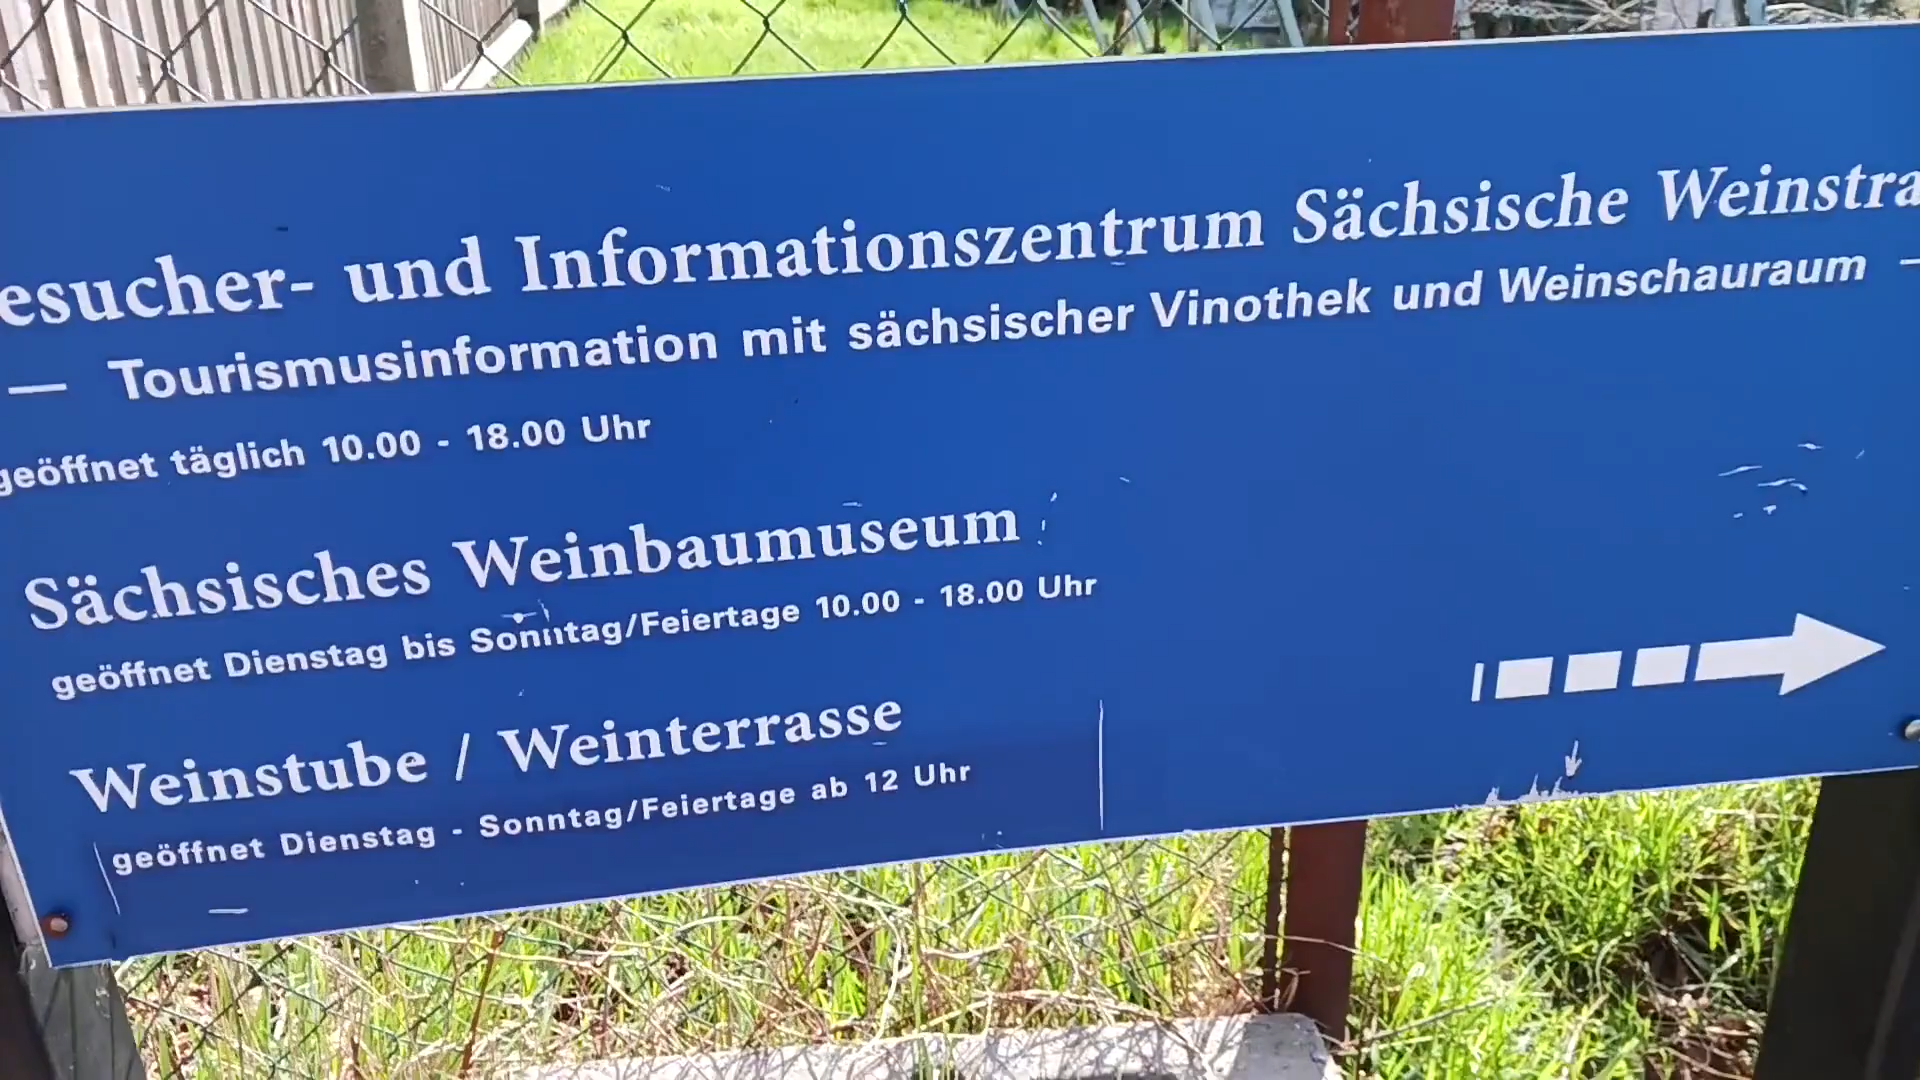 esucher- und Informationszentrum Sächsische Weinstra
— Tourismusinformation mit sächsischer Vinothek und Weinschauraum —
geöffnet täglich 10.00 - 18.00 Uhr
Sächsisches Weinbaumuseum
geöffnet Dienstag bis Sonntag/Feiertage 10.00 - 18.00 Uhr
Weinstube / Weinterrasse
geöffnet Dienstag - Sonntag/Feiertage ab 12 Uhr